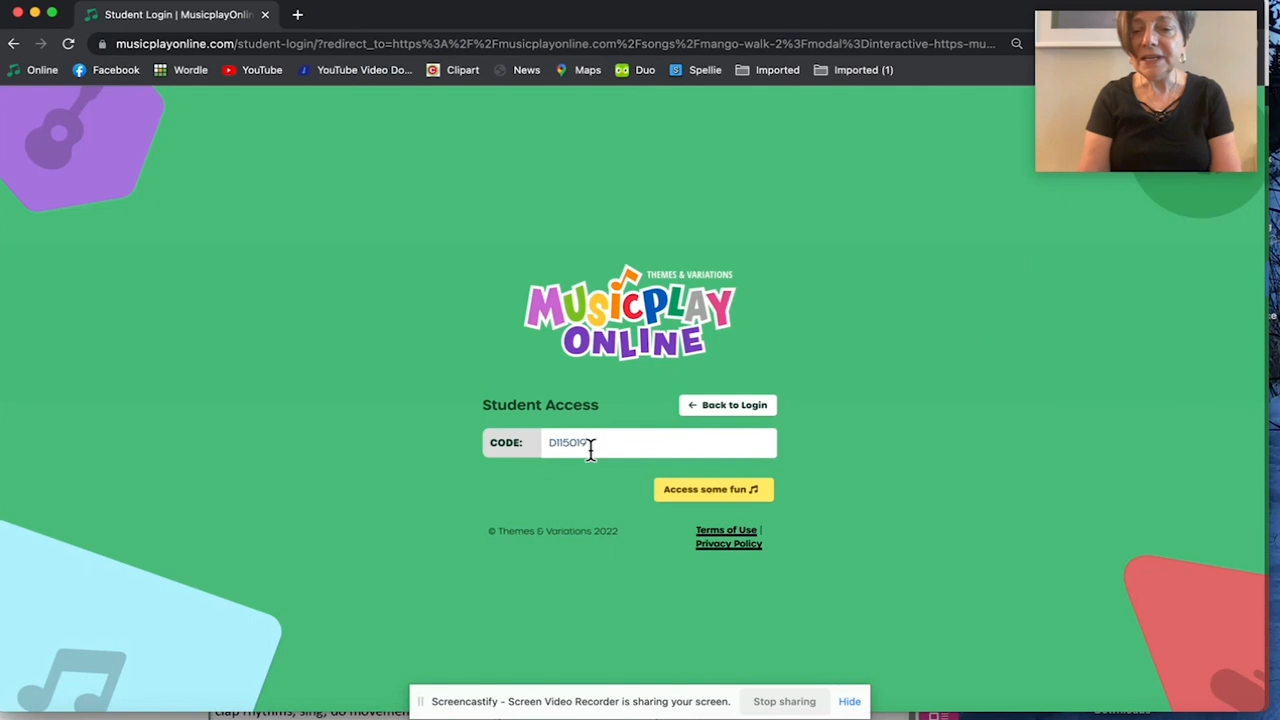 Student Login | MusicplayOnlin
musicplayonline.com/student-login/?redirect_to=https%3A%2F%2Fmusicplayonline.com%2Fsongs%2Fmango-walk-2%3Fmodal%3Dinteractive-https-mu...
Online Facebook Wordle YouTube YouTube Video Do... Clipart News Maps Duo Spellie Imported Imported (1)
THEMES & VARIATIONS
MUSICPLAY
ONLINE
Student Access
← Back to Login
CODE: D115019
Access some fun
© Themes & Variations 2022
Terms of Use |
Privacy Policy
Screencastify - Screen Video Recorder is sharing your screen. Stop sharing Hide